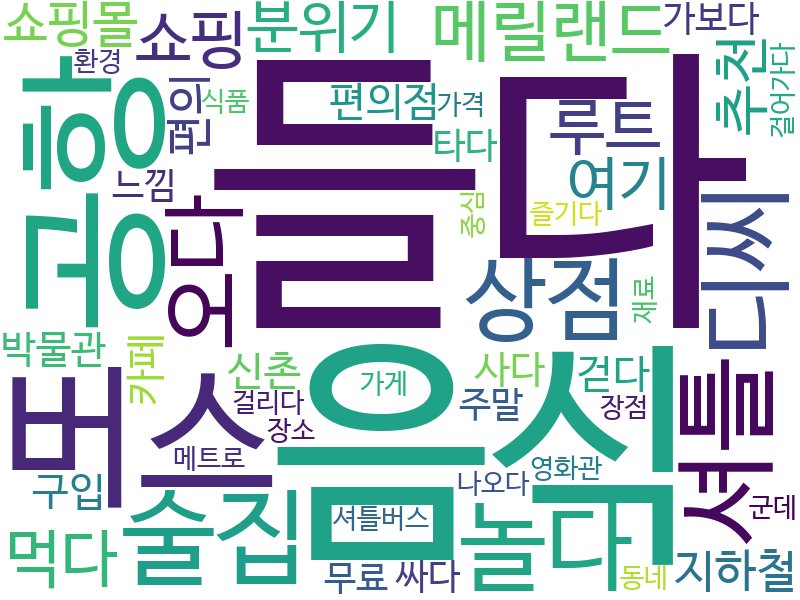 쇼핑몰
쇼핑
분위기
메릴랜드
가보다
환경
공항
편의
식품
들르다
편의점
가격
타다
루트
여기
추천
걸어가다
느낌
오다
중심
즐기다
상점
재료
디씨
박물관
카페
신촌
가게
사다
걷다
버스
걸리다
장소
음식
주말
장점
셔틀
메트로
나오다
영화관
구입
술집
셔틀버스
놀다
군데
먹다
무료
싸다
동네
지하철